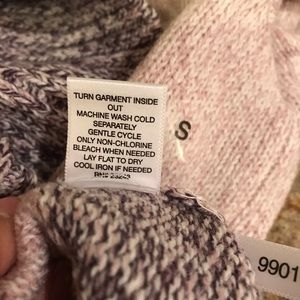 TURN GARMENT INSIDE
OUT
MACHINE WASH COLD
SEPARATELY
GENTLE CYCLE
ONLY NON-CHLORINE
BLEACH WHEN NEEDED
LAY FLAT TO DRY
COOL IRON IF NEEDED
S
9901